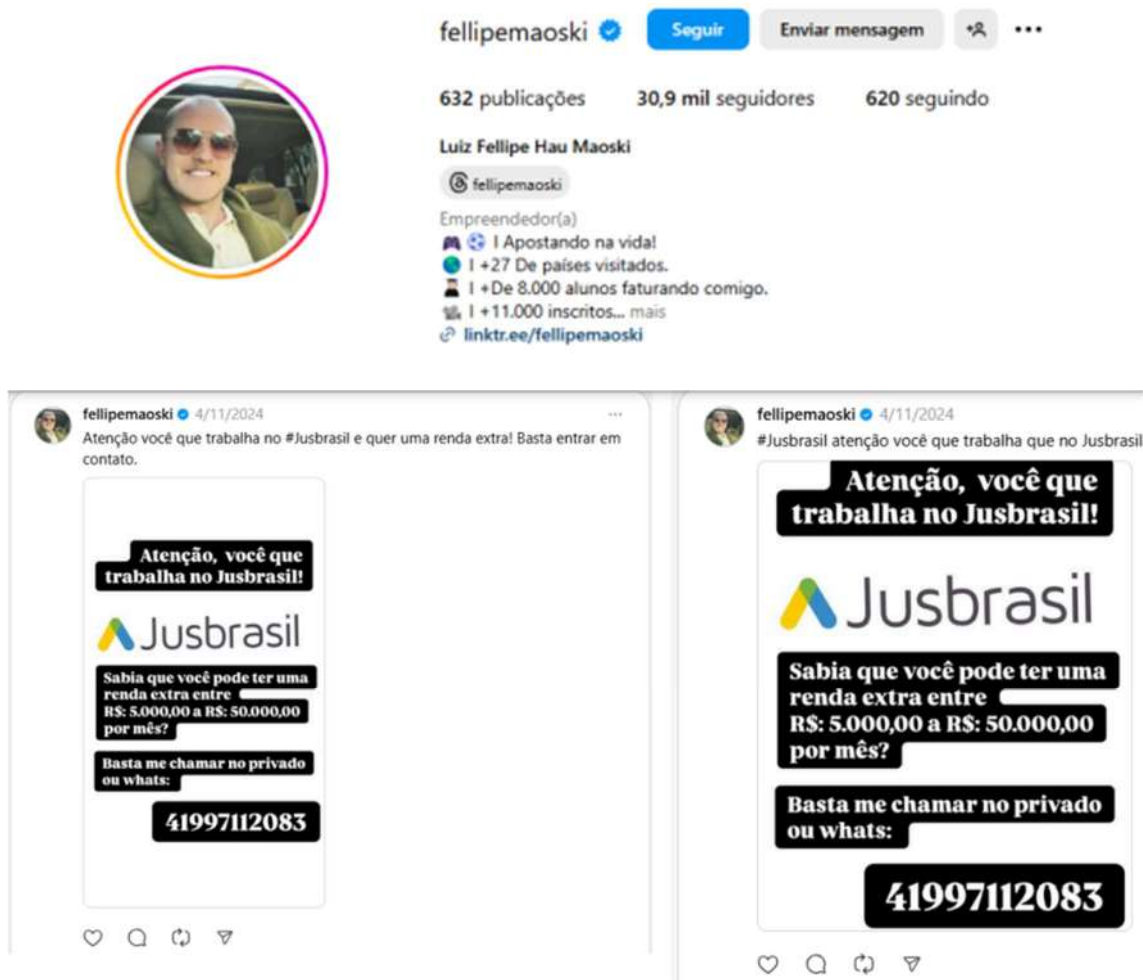 fellipemaoski
Seguir
Enviar mensagem
632 publicações
30,9 mil seguidores
620 seguindo
Luiz Fellipe Hau Maoski
fellipemaoski
Empreendedor(a)
I Apostando na vida!
I +27 De países visitados.
I +De 8.000 alunos faturando comigo.
I +11.000 inscritos... mais
linktr.ee/fellipemaoski
fellipemaoski 4/11/2024
Atenção você que trabalha no #Jusbrasil e quer uma renda extra! Basta entrar em
contato.
Atenção, você que
trabalha no Jusbrasil!
Jusbrasil
Sabia que você pode ter uma
renda extra entre
R$: 5.000,00 a R$: 50.000,00
por mês?
Basta me chamar no privado
ou whats:
41997112083
fellipemaoski 4/11/2024
#Jusbrasil atenção você que trabalha que no Jusbrasil
Atenção, você que
trabalha no Jusbrasil!
Jusbrasil
Sabia que você pode ter uma
renda extra entre
R$: 5.000,00 a R$: 50.000,00
por mês?
Basta me chamar no privado
ou whats:
41997112083